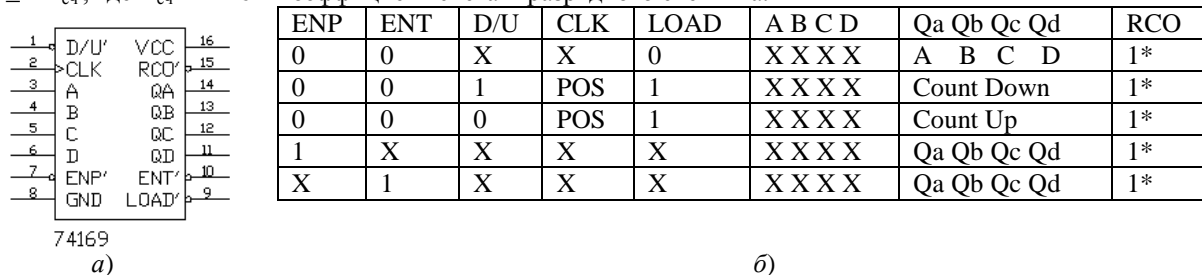 ENP ENT D/U CLK LOAD A B C D Qa Qb Qc Qd RCO
0 0 X X 0 X X X X A B C D 1*
0 0 1 POS 1 X X X X Count Down 1*
0 0 0 POS 1 X X X X Count Up 1*
1 X X X X X X X X Qa Qb Qc Qd 1*
X 1 X X X X X X X Qa Qb Qc Qd 1*
1 D/U' VCC 16
2 CLK RCO' 15
3 A QA 14
4 B QB 13
5 C QC 12
6 D QD 11
7 ENP' ENT' 10
8 GND LOAD' 9
74169
а) б)